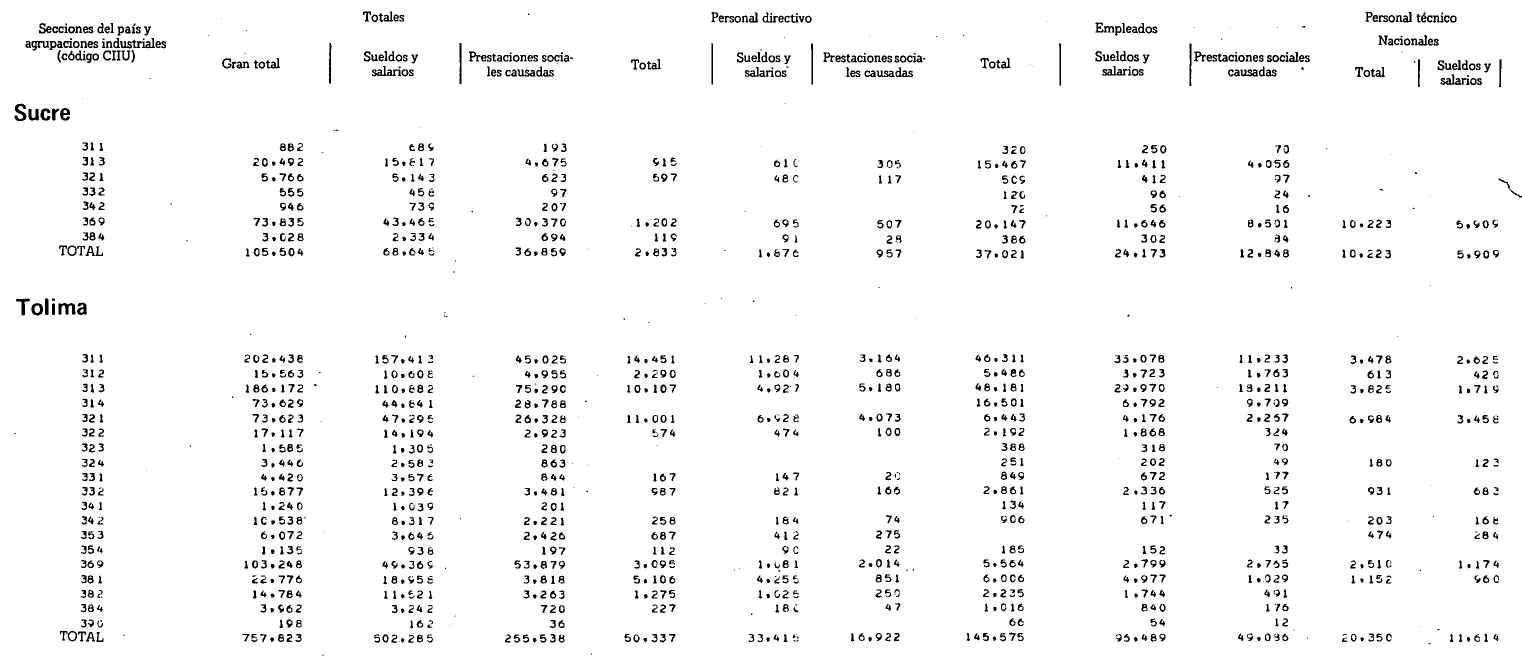 Secciones del país y agrupaciones industriales (código CIIU) Totales Personal directivo Empleados Personal técnico
Nacionales
Gran total Sueldos y salarios Prestaciones socia- les causadas Total Sueldos y salarios Prestaciones socia- les causadas Total Sueldos y salarios Prestaciones sociales causadas Total Sueldos y salarios
Sucre
311 882 689 193 320 250 70
313 20.492 15.817 4.675 915 610 305 15.467 11.411 4.056
321 5.766 5.143 623 597 480 117 509 412 97
332 555 458 97 120 96 24
342 946 739 207 72 56 16
369 73.835 43.465 30.370 1.202 695 507 20.147 11.646 8.501 10.223 5.909
384 3.028 2.334 694 119 91 28 386 302 84
TOTAL 105.504 68.645 36.859 2.833 1.876 957 37.021 24.173 12.848 10.223 5.909
Tolima
311 202.438 157.413 45.025 14.451 11.287 3.164 46.311 35.078 11.233 3.478 2.625
312 15.563 10.608 4.955 2.290 1.604 686 5.486 3.723 1.763 613 420
313 186.172 110.882 75.290 10.107 4.927 5.180 48.181 29.970 18.211 3.825 1.719
314 73.629 44.841 28.788 16.501 6.792 9.709
321 73.623 47.295 26.328 11.001 6.928 4.073 6.443 4.176 2.267 6.984 3.458
322 17.117 14.194 2.923 574 474 100 2.192 1.868 324
323 1.585 1.305 280 388 318 70
324 3.446 2.583 863 251 202 49 180 123
331 4.420 3.576 844 167 147 20 849 672 177
332 15.877 12.396 3.481 987 821 166 2.861 2.336 525 931 683
341 1.240 1.039 201 134 117 17
342 10.538 8.317 2.221 258 184 74 906 671 235 203 168
353 6.072 3.646 2.426 687 412 275 474 284
354 1.135 938 197 112 90 22 185 152 33
369 103.248 49.369 53.879 3.095 1.081 2.014 5.564 2.799 2.765 2.510 1.174
381 22.776 18.958 3.818 5.106 4.255 851 6.006 4.977 1.029 1.152 960
382 14.784 11.521 3.263 1.275 1.025 250 2.235 1.744 491
384 3.962 3.242 720 227 180 47 1.016 840 176
390 198 162 36 66 54 12
TOTAL 757.823 502.285 255.538 50.337 33.415 16.922 145.575 96.489 49.086 20.350 11.614